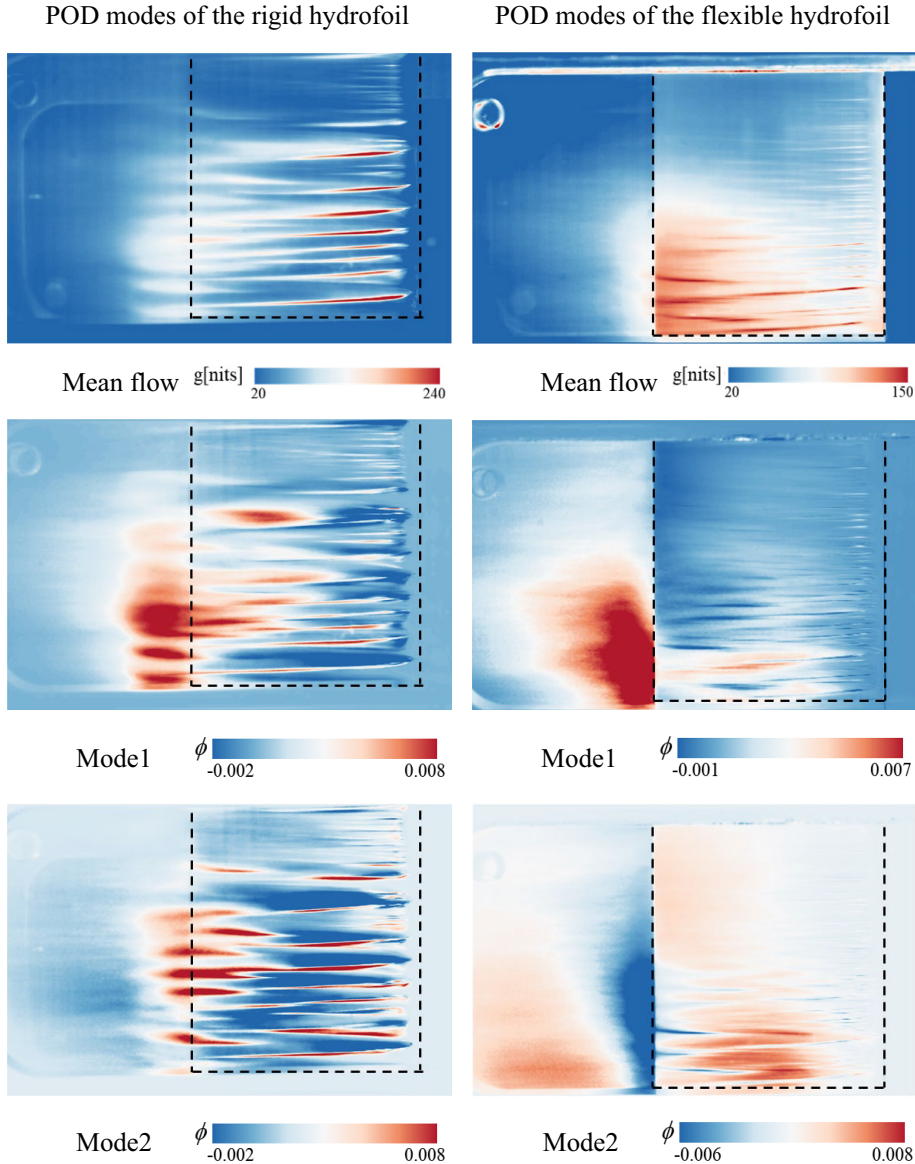 POD modes of the rigid hydrofoil
POD modes of the flexible hydrofoil
Mean flow
g[nits]
20
240
Mean flow
g[nits]
20
150
Mode1
ϕ
-0.002
0.008
Mode1
ϕ
-0.001
0.007
Mode2
ϕ
-0.002
0.008
Mode2
ϕ
-0.006
0.008